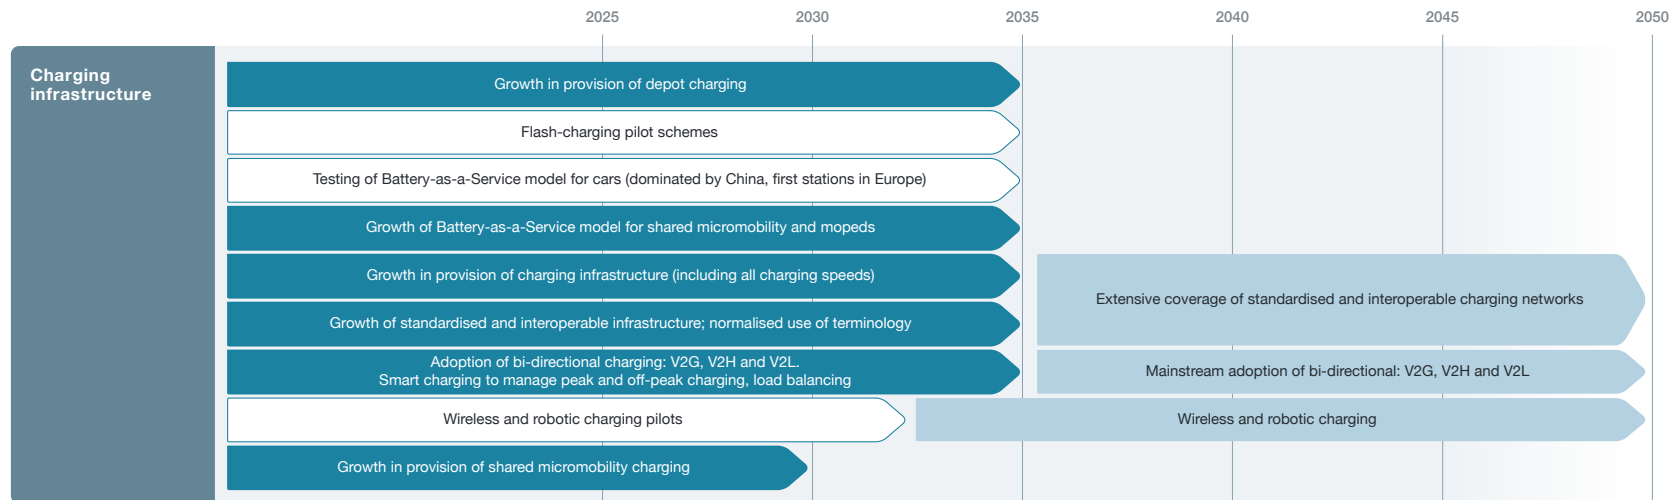 2025 2030 2035 2040 2045 2050
Charging
infrastructure
Growth in provision of depot charging
Flash-charging pilot schemes
Testing of Battery-as-a-Service model for cars (dominated by China, first stations in Europe)
Growth of Battery-as-a-Service model for shared micromobility and mopeds
Growth in provision of charging infrastructure (including all charging speeds)
Extensive coverage of standardised and interoperable charging networks
Growth of standardised and interoperable infrastructure; normalised use of terminology
Adoption of bi-directional charging: V2G, V2H and V2L.
Smart charging to manage peak and off-peak charging, load balancing
Mainstream adoption of bi-directional: V2G, V2H and V2L
Wireless and robotic charging pilots
Wireless and robotic charging
Growth in provision of shared micromobility charging